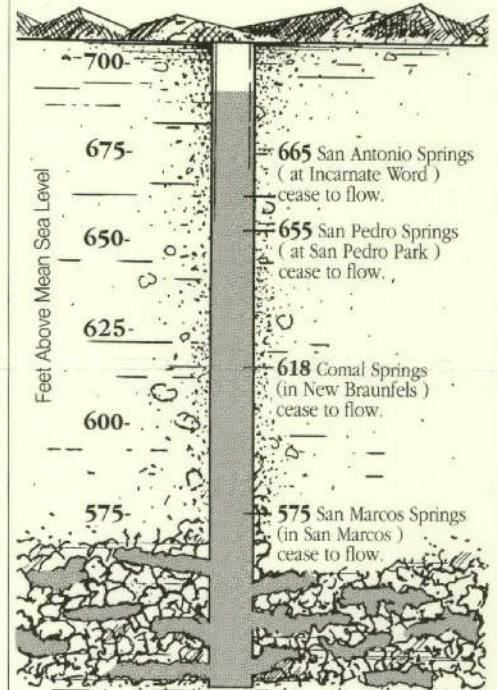 Feet Above Mean Sea Level
700-
675-
650-
625-
600-
575-
665 San Antonio Springs
( at Incarnate Word )
cease to flow.
655 San Pedro Springs
( at San Pedro Park )
cease to flow.
618 Comal Springs
(in New Braunfels )
cease to flow.
575 San Marcos Springs
(in San Marcos )
cease to flow.